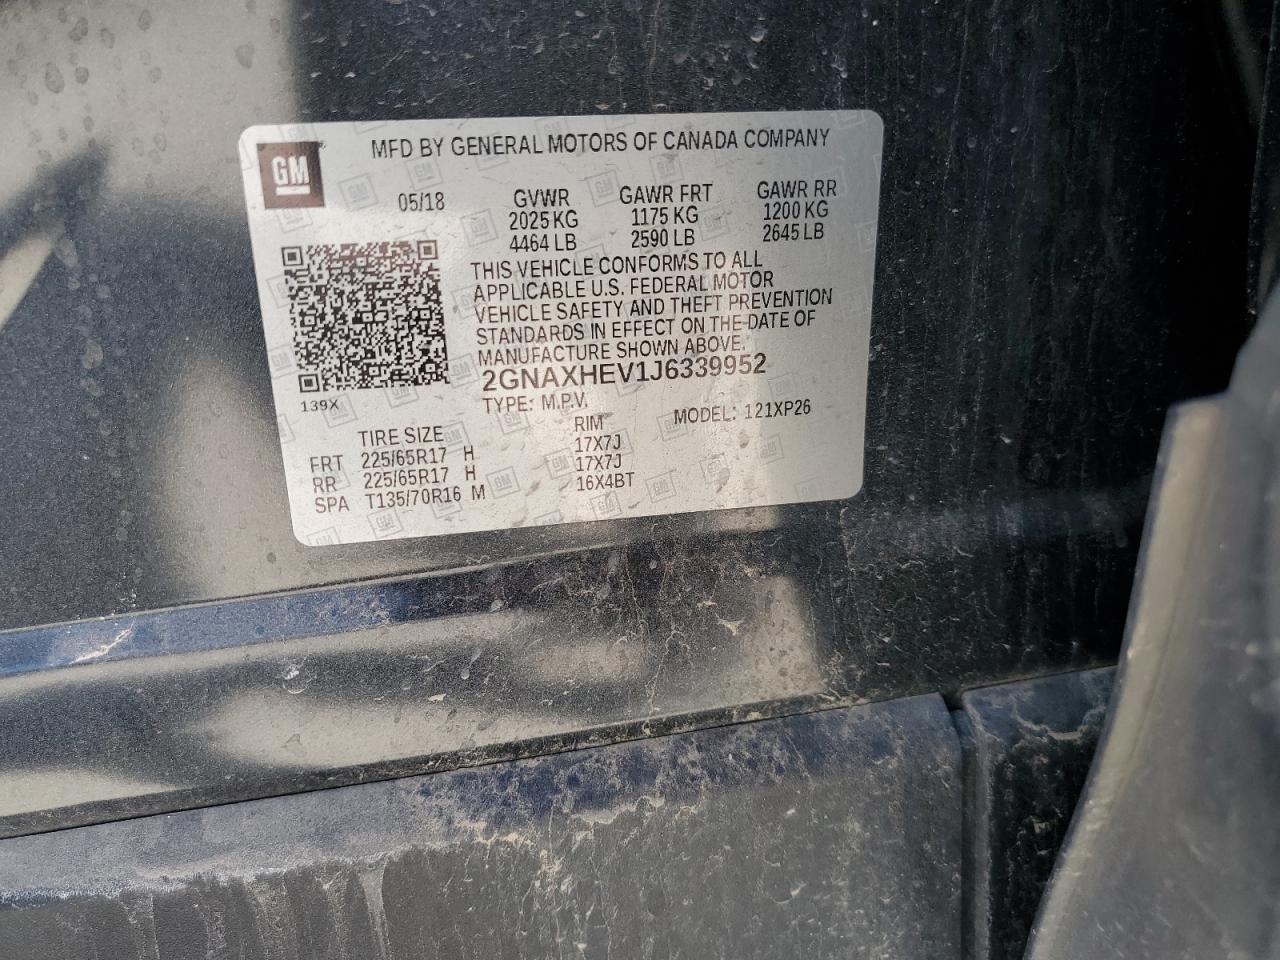 MFD BY GENERAL MOTORS OF CANADA COMPANY
GM
05/18 GVWR GAWR FRT GAWR RR
2025 KG 1175 KG 1200 KG
4464 LB 2590 LB 2645 LB
THIS VEHICLE CONFORMS TO ALL
APPLICABLE U.S. FEDERAL MOTOR
VEHICLE SAFETY AND THEFT PREVENTION
STANDARDS IN EFFECT ON THE DATE OF
MANUFACTURE SHOWN ABOVE.
2GNAXHEV1J6339952
139X
TYPE: M.P.V. MODEL: 121XP26
TIRE SIZE RIM
FRT 225/65R17 H 17X7J
RR 225/65R17 H 17X7J
SPA T135/70R16 M 16X4BT